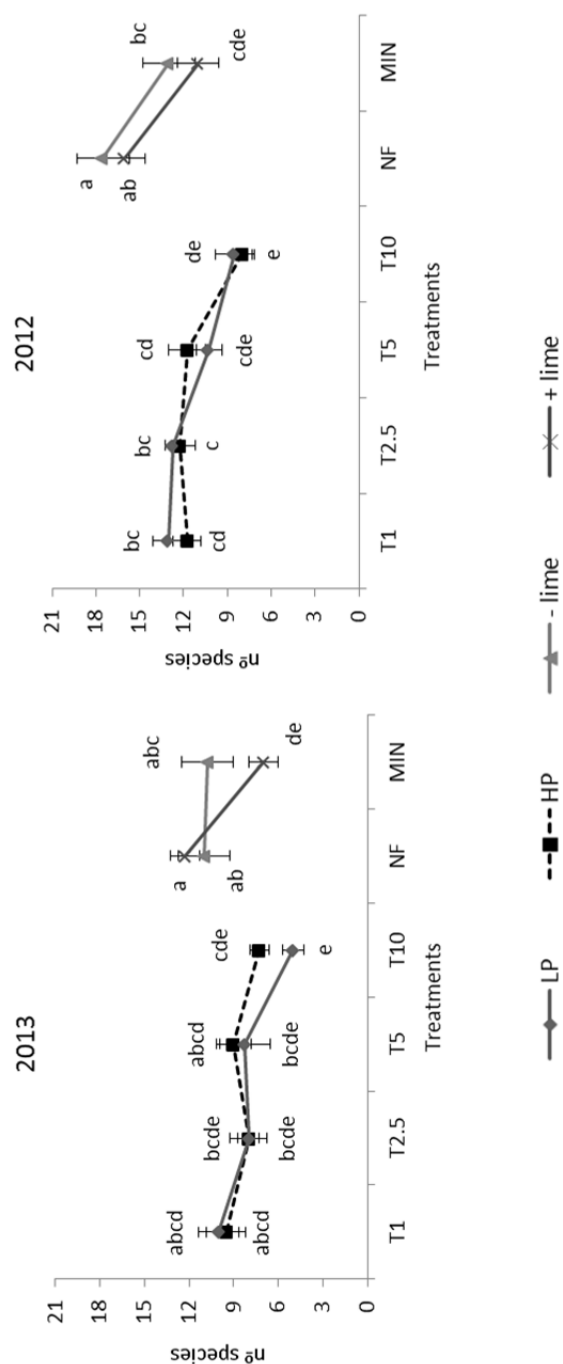 2013
nº species
21
18
15
12
9
6
3
0
abcd
abcd
bcde
bcde
abcd
bcde
cde
e
a
ab
abc
de
T1 T2.5 T5 T10 NF MIN
Treatments
2012
nº species
21
18
15
12
9
6
3
0
bc
cd
bc
c
cd
cde
de
e
a
ab
bc
cde
T1 T2.5 T5 T10 NF MIN
Treatments
LP HP - lime + lime